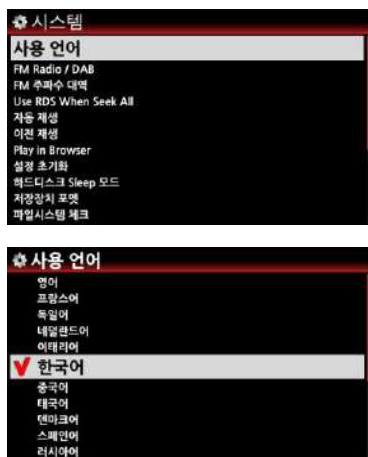 시스템
사용 언어
FM Radio / DAB
FM 주파수 대역
Use RDS When Seek All
자동 재생
이전 재생
Play in Browser
설정 초기화
하드디스크 Sleep 모드
저장장치 포멧
파일시스템 체크
사용 언어
영어
프랑스어
독일어
네덜란드어
이태리어
한국어
중국어
태국어
덴마크어
스페인어
러시아어